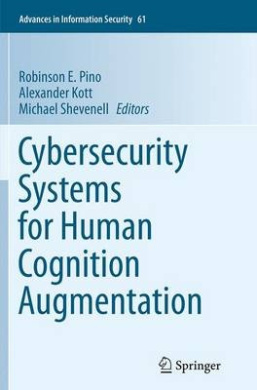 Advances in Information Security 61
Robinson E. Pino
Alexander Kott
Michael Shevenell Editors
Cybersecurity
Systems
for Human
Cognition
Augmentation
Springer